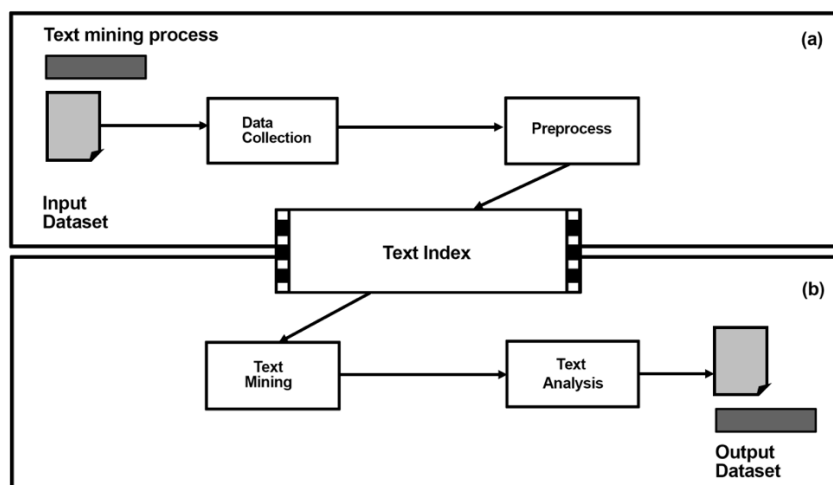 Text mining process
(a)
Data
Collection
Preprocess
Input
Dataset
Text Index
(b)
Text
Mining
Text
Analysis
Output
Dataset